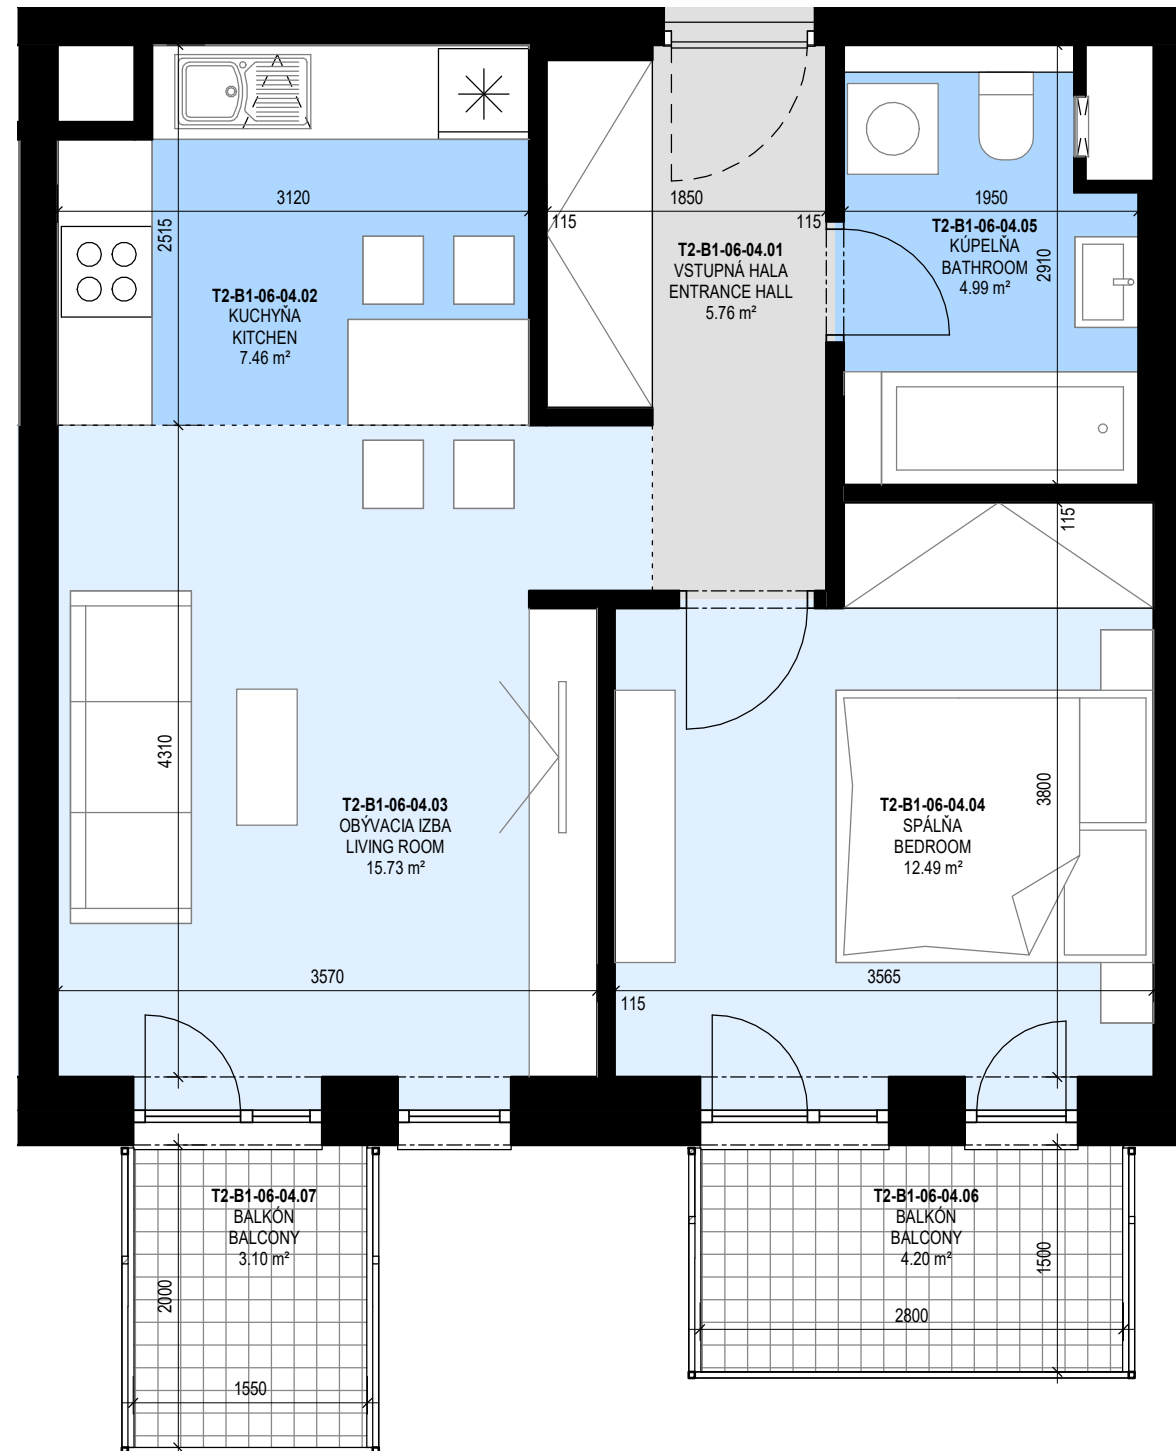 3120
1850
1950
115
115
2515
T2-B1-06-04.01
VSTUPNÁ HALA
ENTRANCE HALL
5.76 m²
T2-B1-06-04.05
KÚPELŇA
BATHROOM
4.99 m²
2910
T2-B1-06-04.02
KUCHYŇA
KITCHEN
7.46 m²
115
4310
3800
T2-B1-06-04.03
OBÝVACIA IZBA
LIVING ROOM
15.73 m²
T2-B1-06-04.04
SPÁLŇA
BEDROOM
12.49 m²
3570
3565
115
T2-B1-06-04.07
BALKÓN
BALCONY
3.10 m²
T2-B1-06-04.06
BALKÓN
BALCONY
4.20 m²
2000
1500
2800
1550